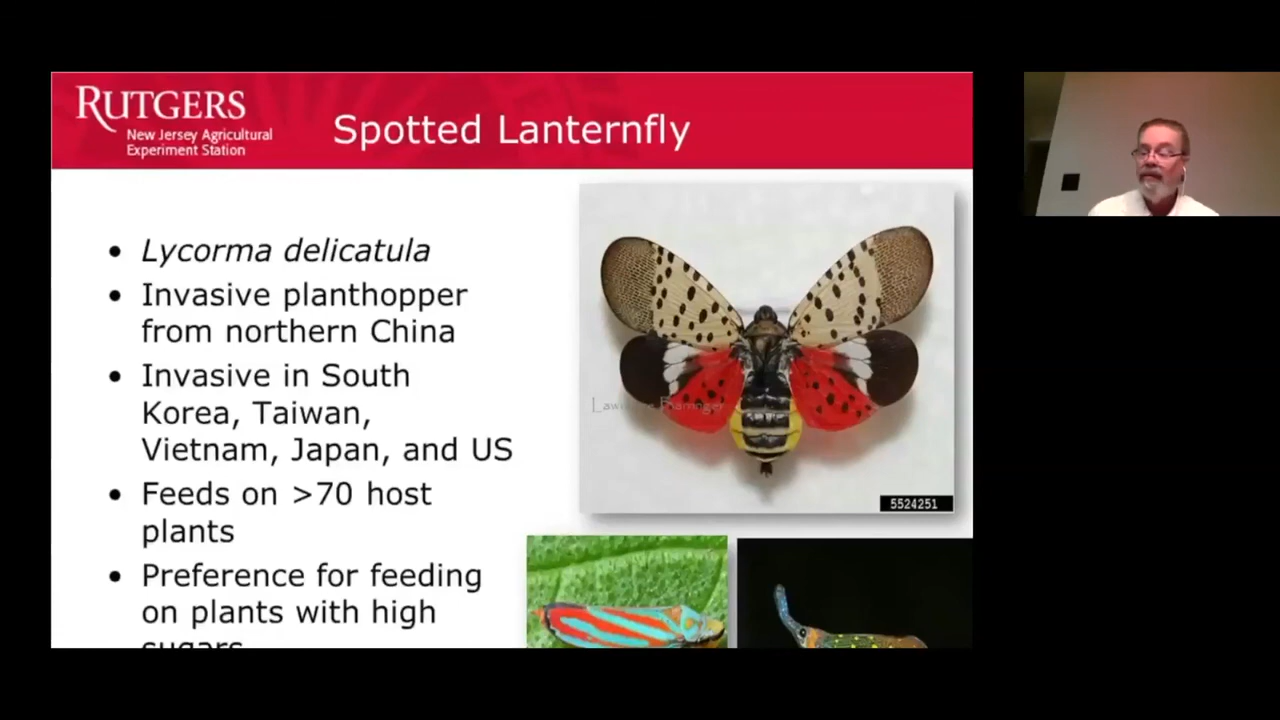 RUTGERS
New Jersey Agricultural
Experiment Station
Spotted Lanternfly
• Lycorma delicatula
• Invasive planthopper
from northern China
• Invasive in South
Korea, Taiwan,
Vietnam, Japan, and US
• Feeds on >70 host
plants
• Preference for feeding
on plants with high
sugars
5524251